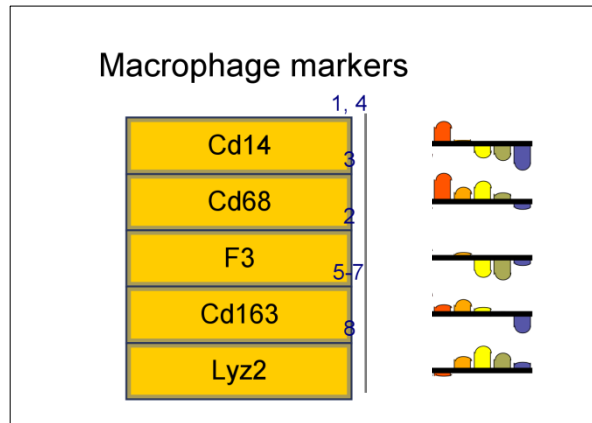 Macrophage markers
1, 4
Cd14
3
Cd68
2
F3
5-7
Cd163
8
Lyz2